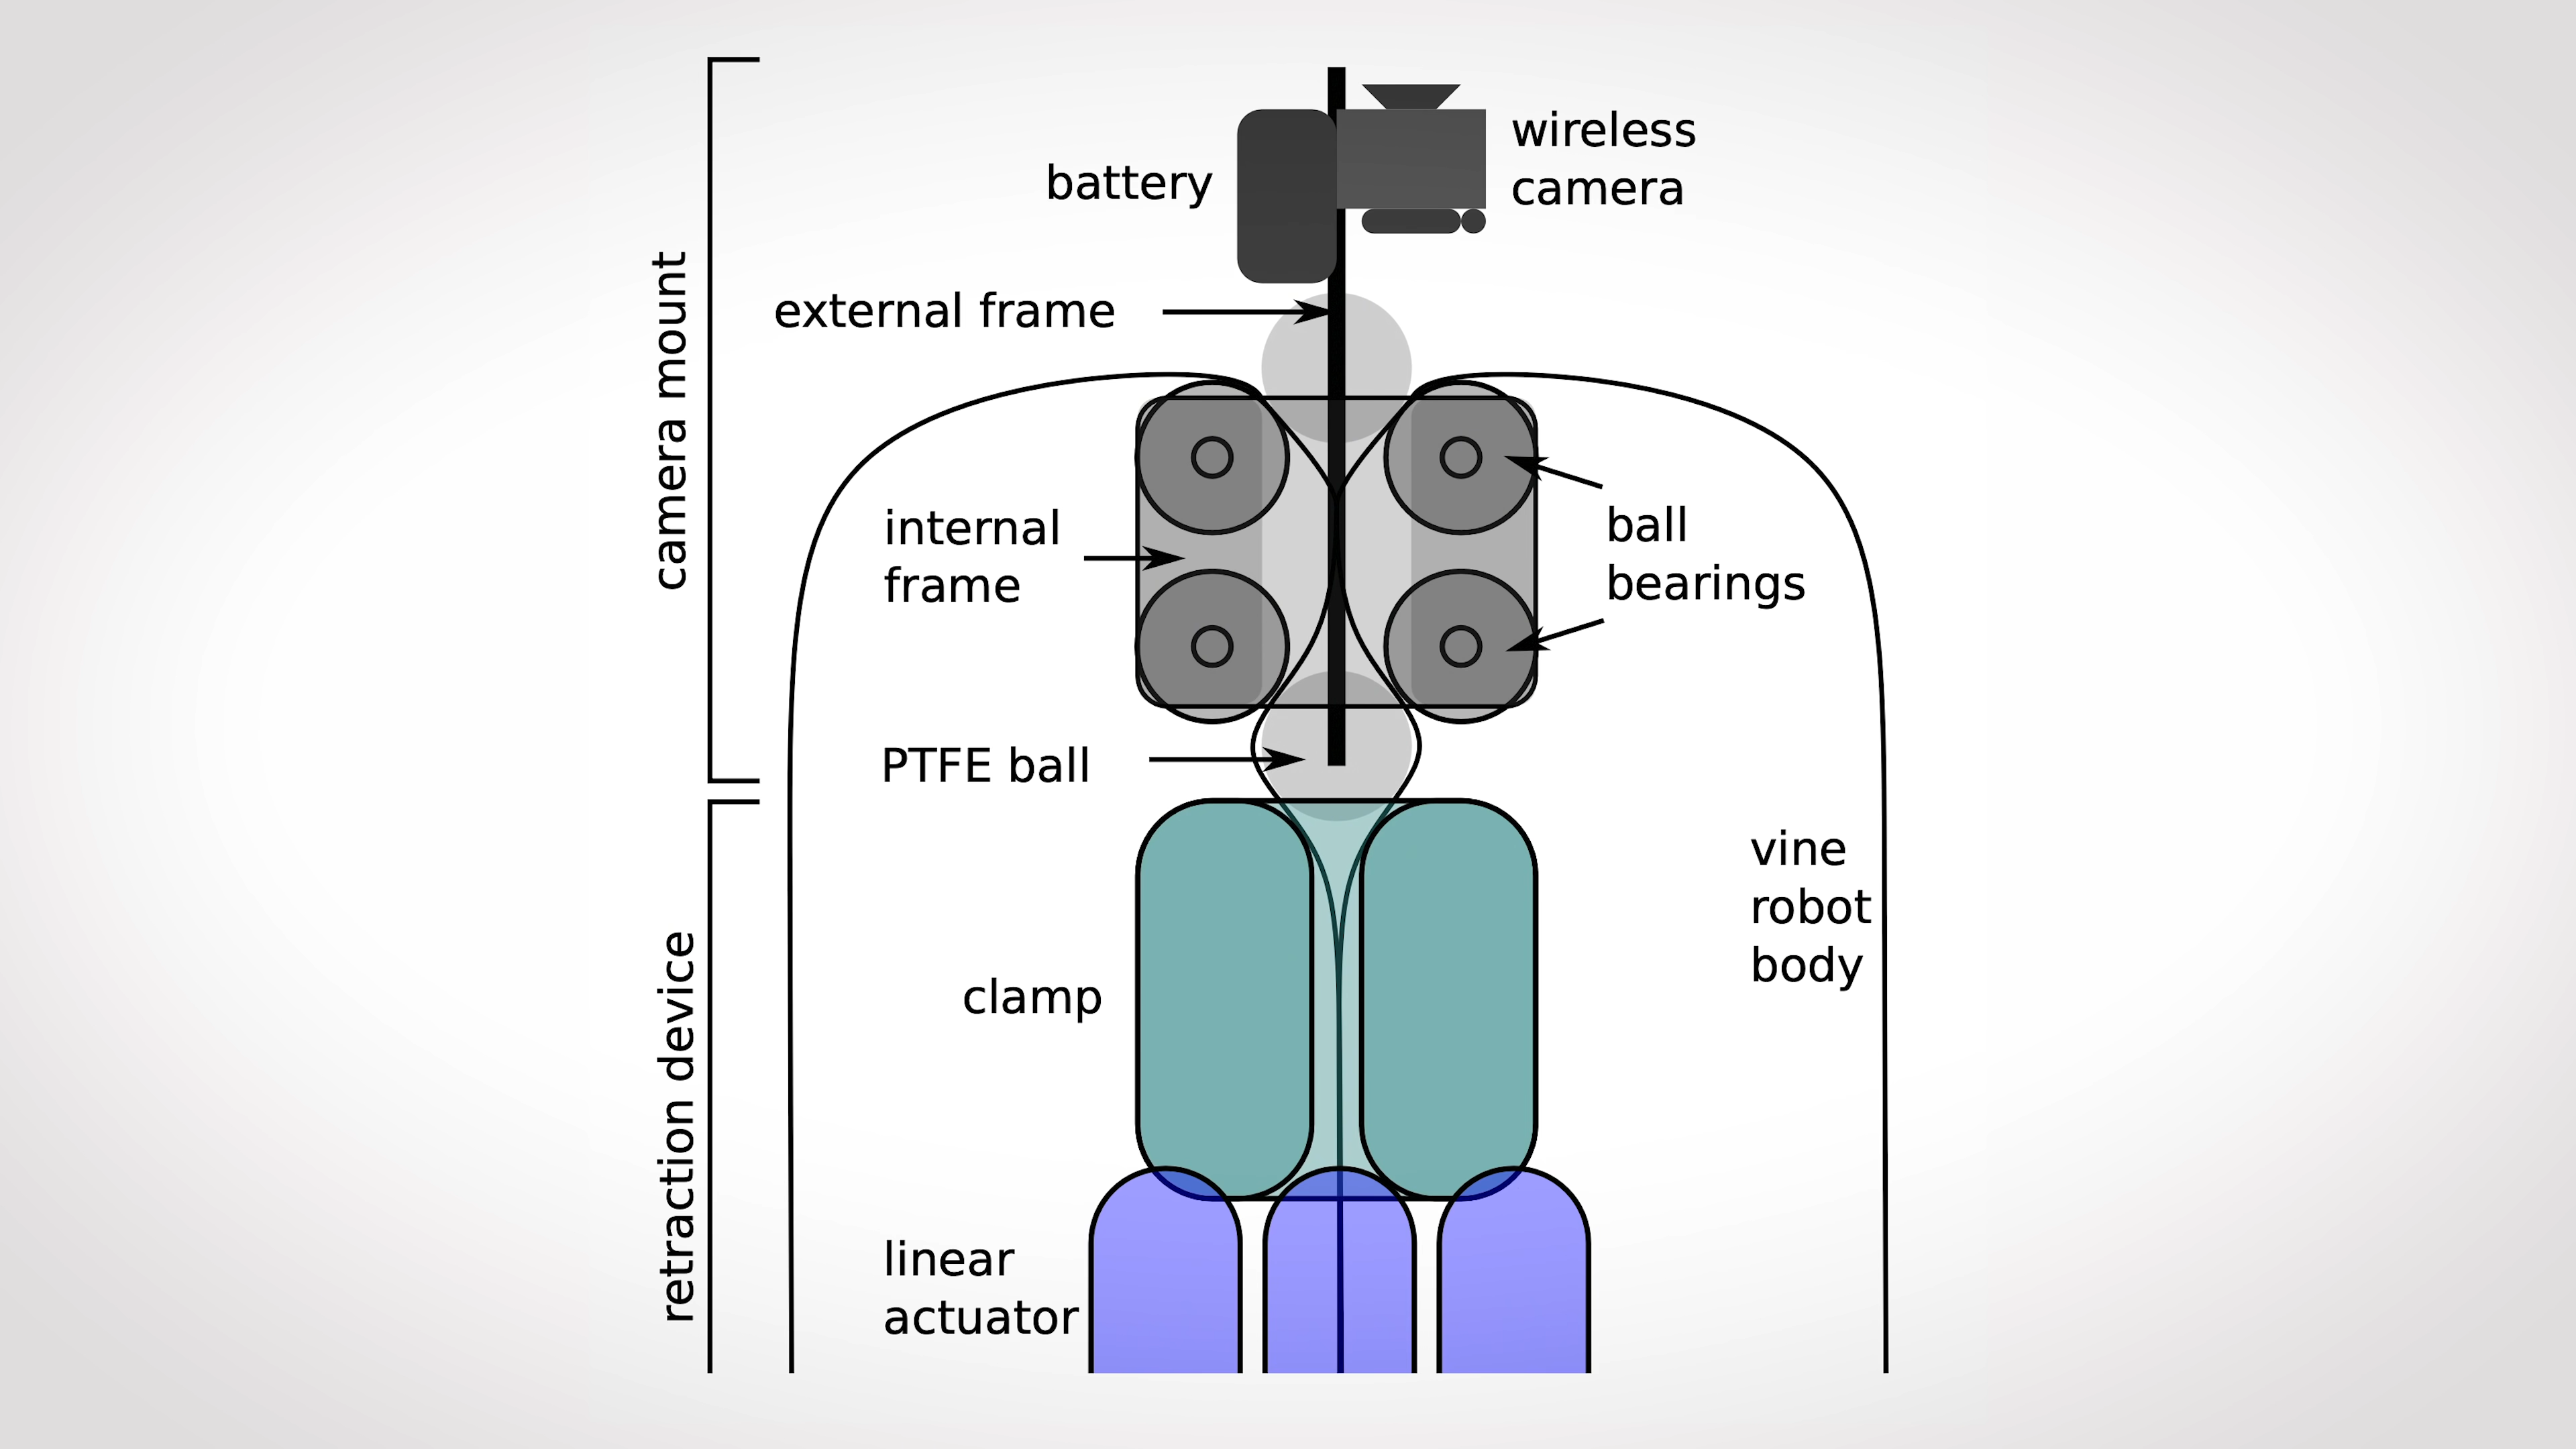 wireless
camera
battery
external frame
camera mount
internal
frame
ball
bearings
PTFE ball
vine
robot
body
clamp
retraction device
linear
actuator